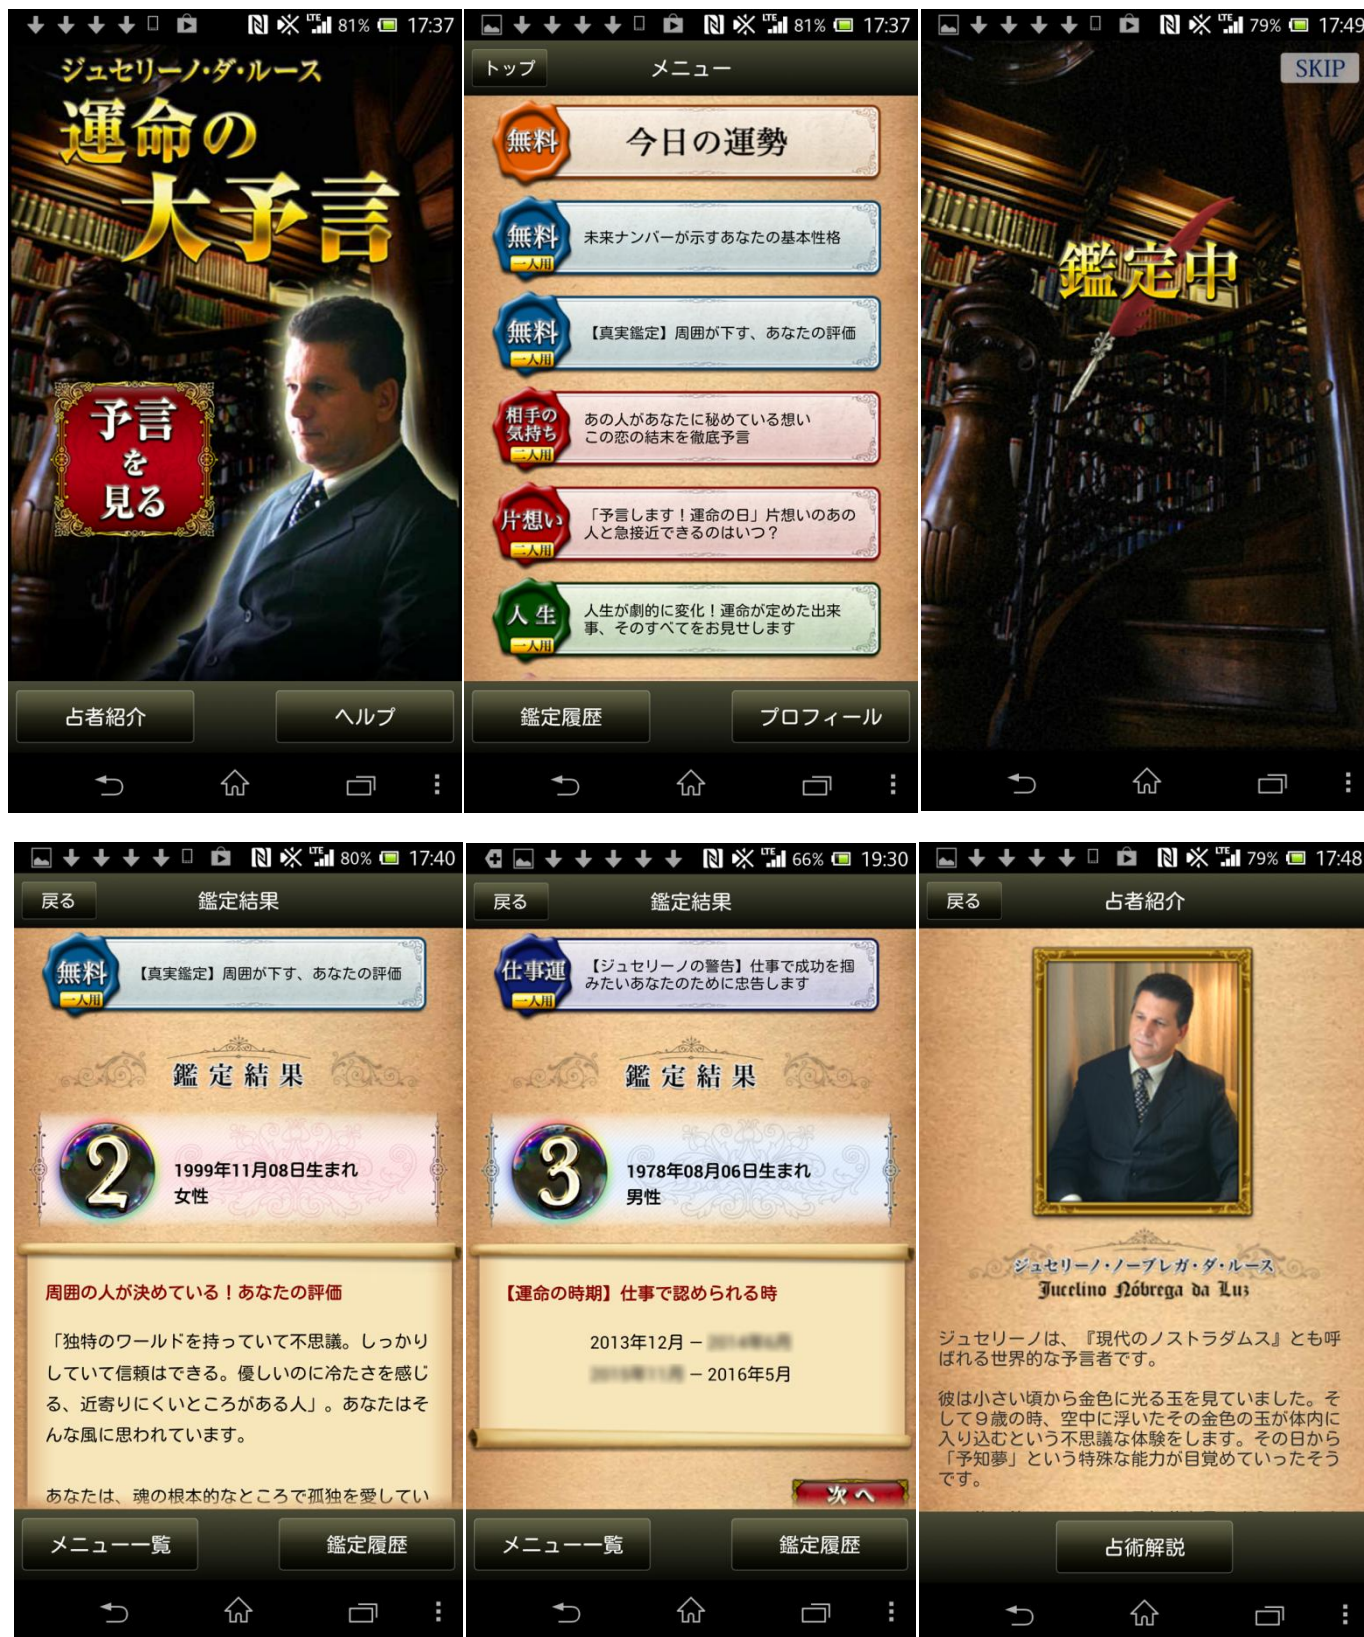 81% 17:37
ジュセリーノ・ダ・ルース
運命の
大予言
予言
を
見る
占者紹介
ヘルプ
81% 17:37
トップ
メニュー
無料
今日の運勢
無料
一人用
未来ナンバーが示すあなたの基本性格
無料
一人用
【真実鑑定】周囲が下す、あなたの評価
相手の
気持ち
二人用
あの人があなたに秘めている想い
この恋の結末を徹底予言
片想い
二人用
「予言します！運命の日」片想いのあの
人と急接近できるのはいつ？
人生
一人用
人生が劇的に変化！運命が定めた出来
事、そのすべてをお見せします
鑑定履歴
プロフィール
79% 17:49
SKIP
鑑定中
80% 17:40
戻る
鑑定結果
無料
一人用
【真実鑑定】周囲が下す、あなたの評価
鑑定結果
2
1999年11月08日生まれ
女性
周囲の人が決めている！あなたの評価
「独特のワールドを持っていて不思議。しっかり
していて信頼はできる。優しいのに冷たさを感じ
る、近寄りにくいところがある人」。あなたはそ
んな風に思われています。
あなたは、魂の根本的なところで孤独を愛してい
メニュー一覧
鑑定履歴
66% 19:30
戻る
鑑定結果
仕事運
一人用
【ジュセリーノの警告】仕事で成功を掴
みたいあなたのために忠告します
鑑定結果
3
1978年08月06日生まれ
男性
【運命の時期】仕事で認められる時
2013年12月 –
– 2016年5月
次へ
メニュー一覧
鑑定履歴
79% 17:48
戻る
占者紹介
ジュセリーノ・ノーブレガ・ダ・ルース
Jucelino Nóbrega da Luz
ジュセリーノは、『現代のノストラダムス』とも呼
ばれる世界的な予言者です。
彼は小さい頃から金色に光る玉を見ていました。そ
して９歳の時、空中に浮いたその金色の玉が体内に
入り込むという不思議な体験をします。その日から
「予知夢」という特殊な能力が目覚めていったそう
です。
占術解説